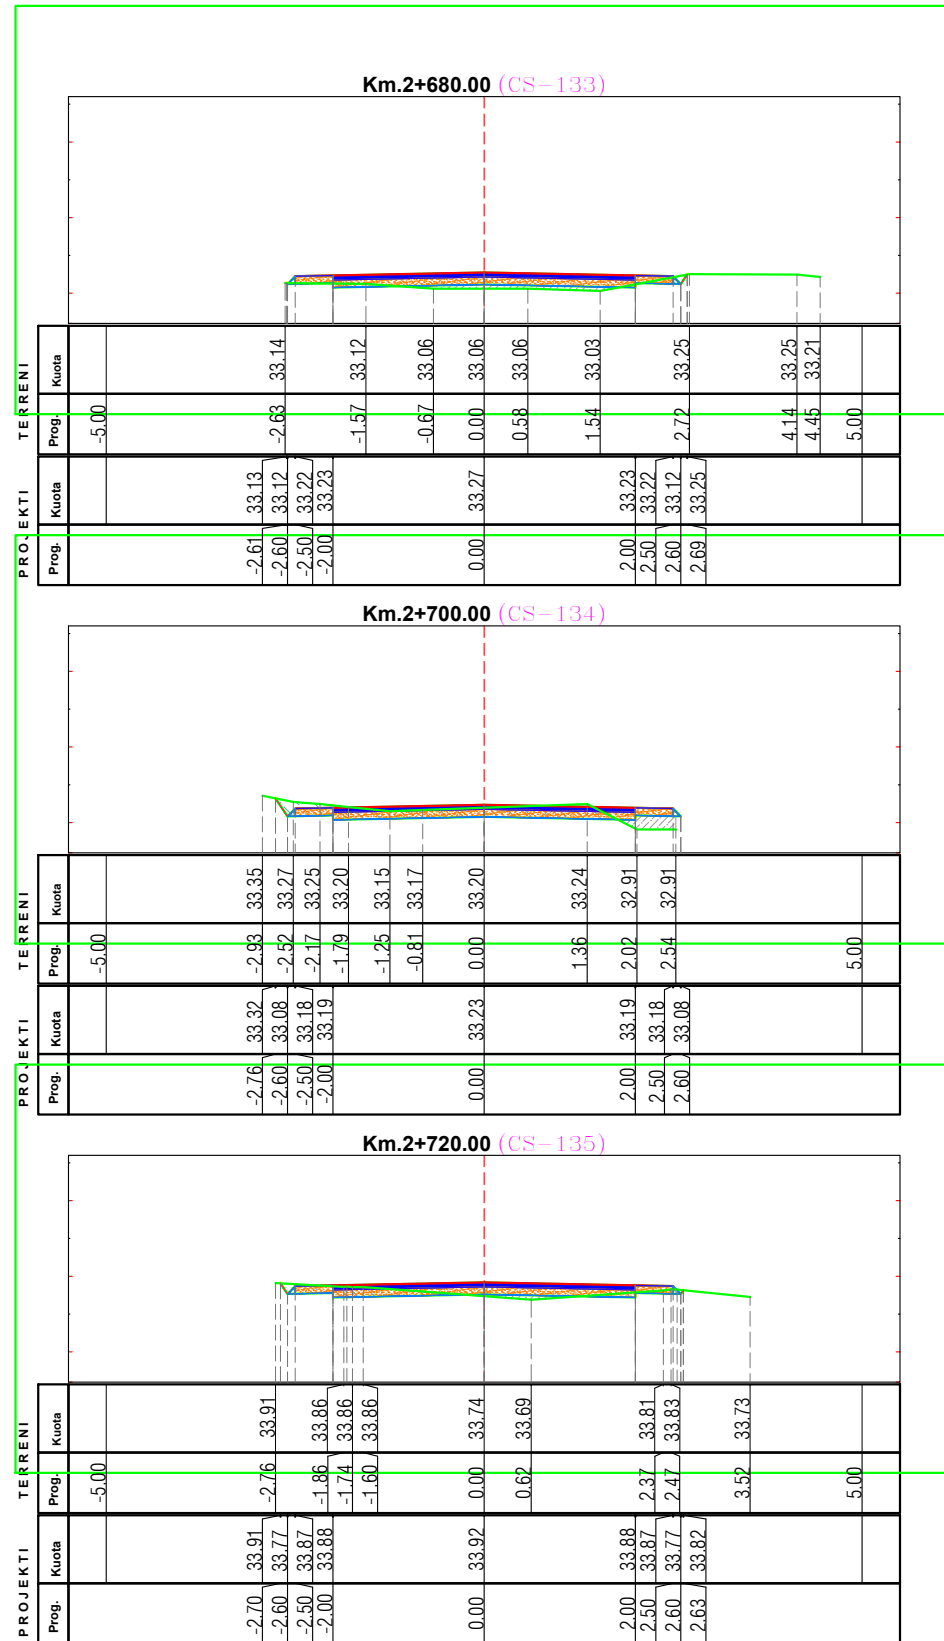 Km.2+680.00 (CS-133)
TERRENI
Kuota 33.14 33.12 33.06 33.06 33.06 33.03 33.25 33.25 33.21
Prog. -5.00 -2.63 -1.57 -0.67 0.00 0.58 1.54 2.72 4.14 4.45 5.00
PROJEKTI
Kuota 33.13 33.12 33.22 33.23 33.27 33.23 33.22 33.12 33.25
Prog. -2.61 -2.60 -2.50 -2.00 0.00 2.00 2.50 2.60 2.69
Km.2+700.00 (CS-134)
TERRENI
Kuota 33.35 33.27 33.25 33.20 33.15 33.17 33.20 33.24 32.91 32.91
Prog. -5.00 -2.93 -2.52 -2.17 -1.79 -1.25 -0.81 0.00 1.36 2.02 2.54 5.00
PROJEKTI
Kuota 33.32 33.08 33.18 33.19 33.23 33.19 33.18 33.08
Prog. -2.76 -2.60 -2.50 -2.00 0.00 2.00 2.50 2.60
Km.2+720.00 (CS-135)
TERRENI
Kuota 33.91 33.86 33.86 33.86 33.74 33.69 33.81 33.83 33.73
Prog. -5.00 -2.76 -1.86 -1.74 -1.60 0.00 0.62 2.37 2.47 3.52 5.00
PROJEKTI
Kuota 33.91 33.77 33.87 33.88 33.92 33.88 33.87 33.77 33.82
Prog. -2.70 -2.60 -2.50 -2.00 0.00 2.00 2.50 2.60 2.63